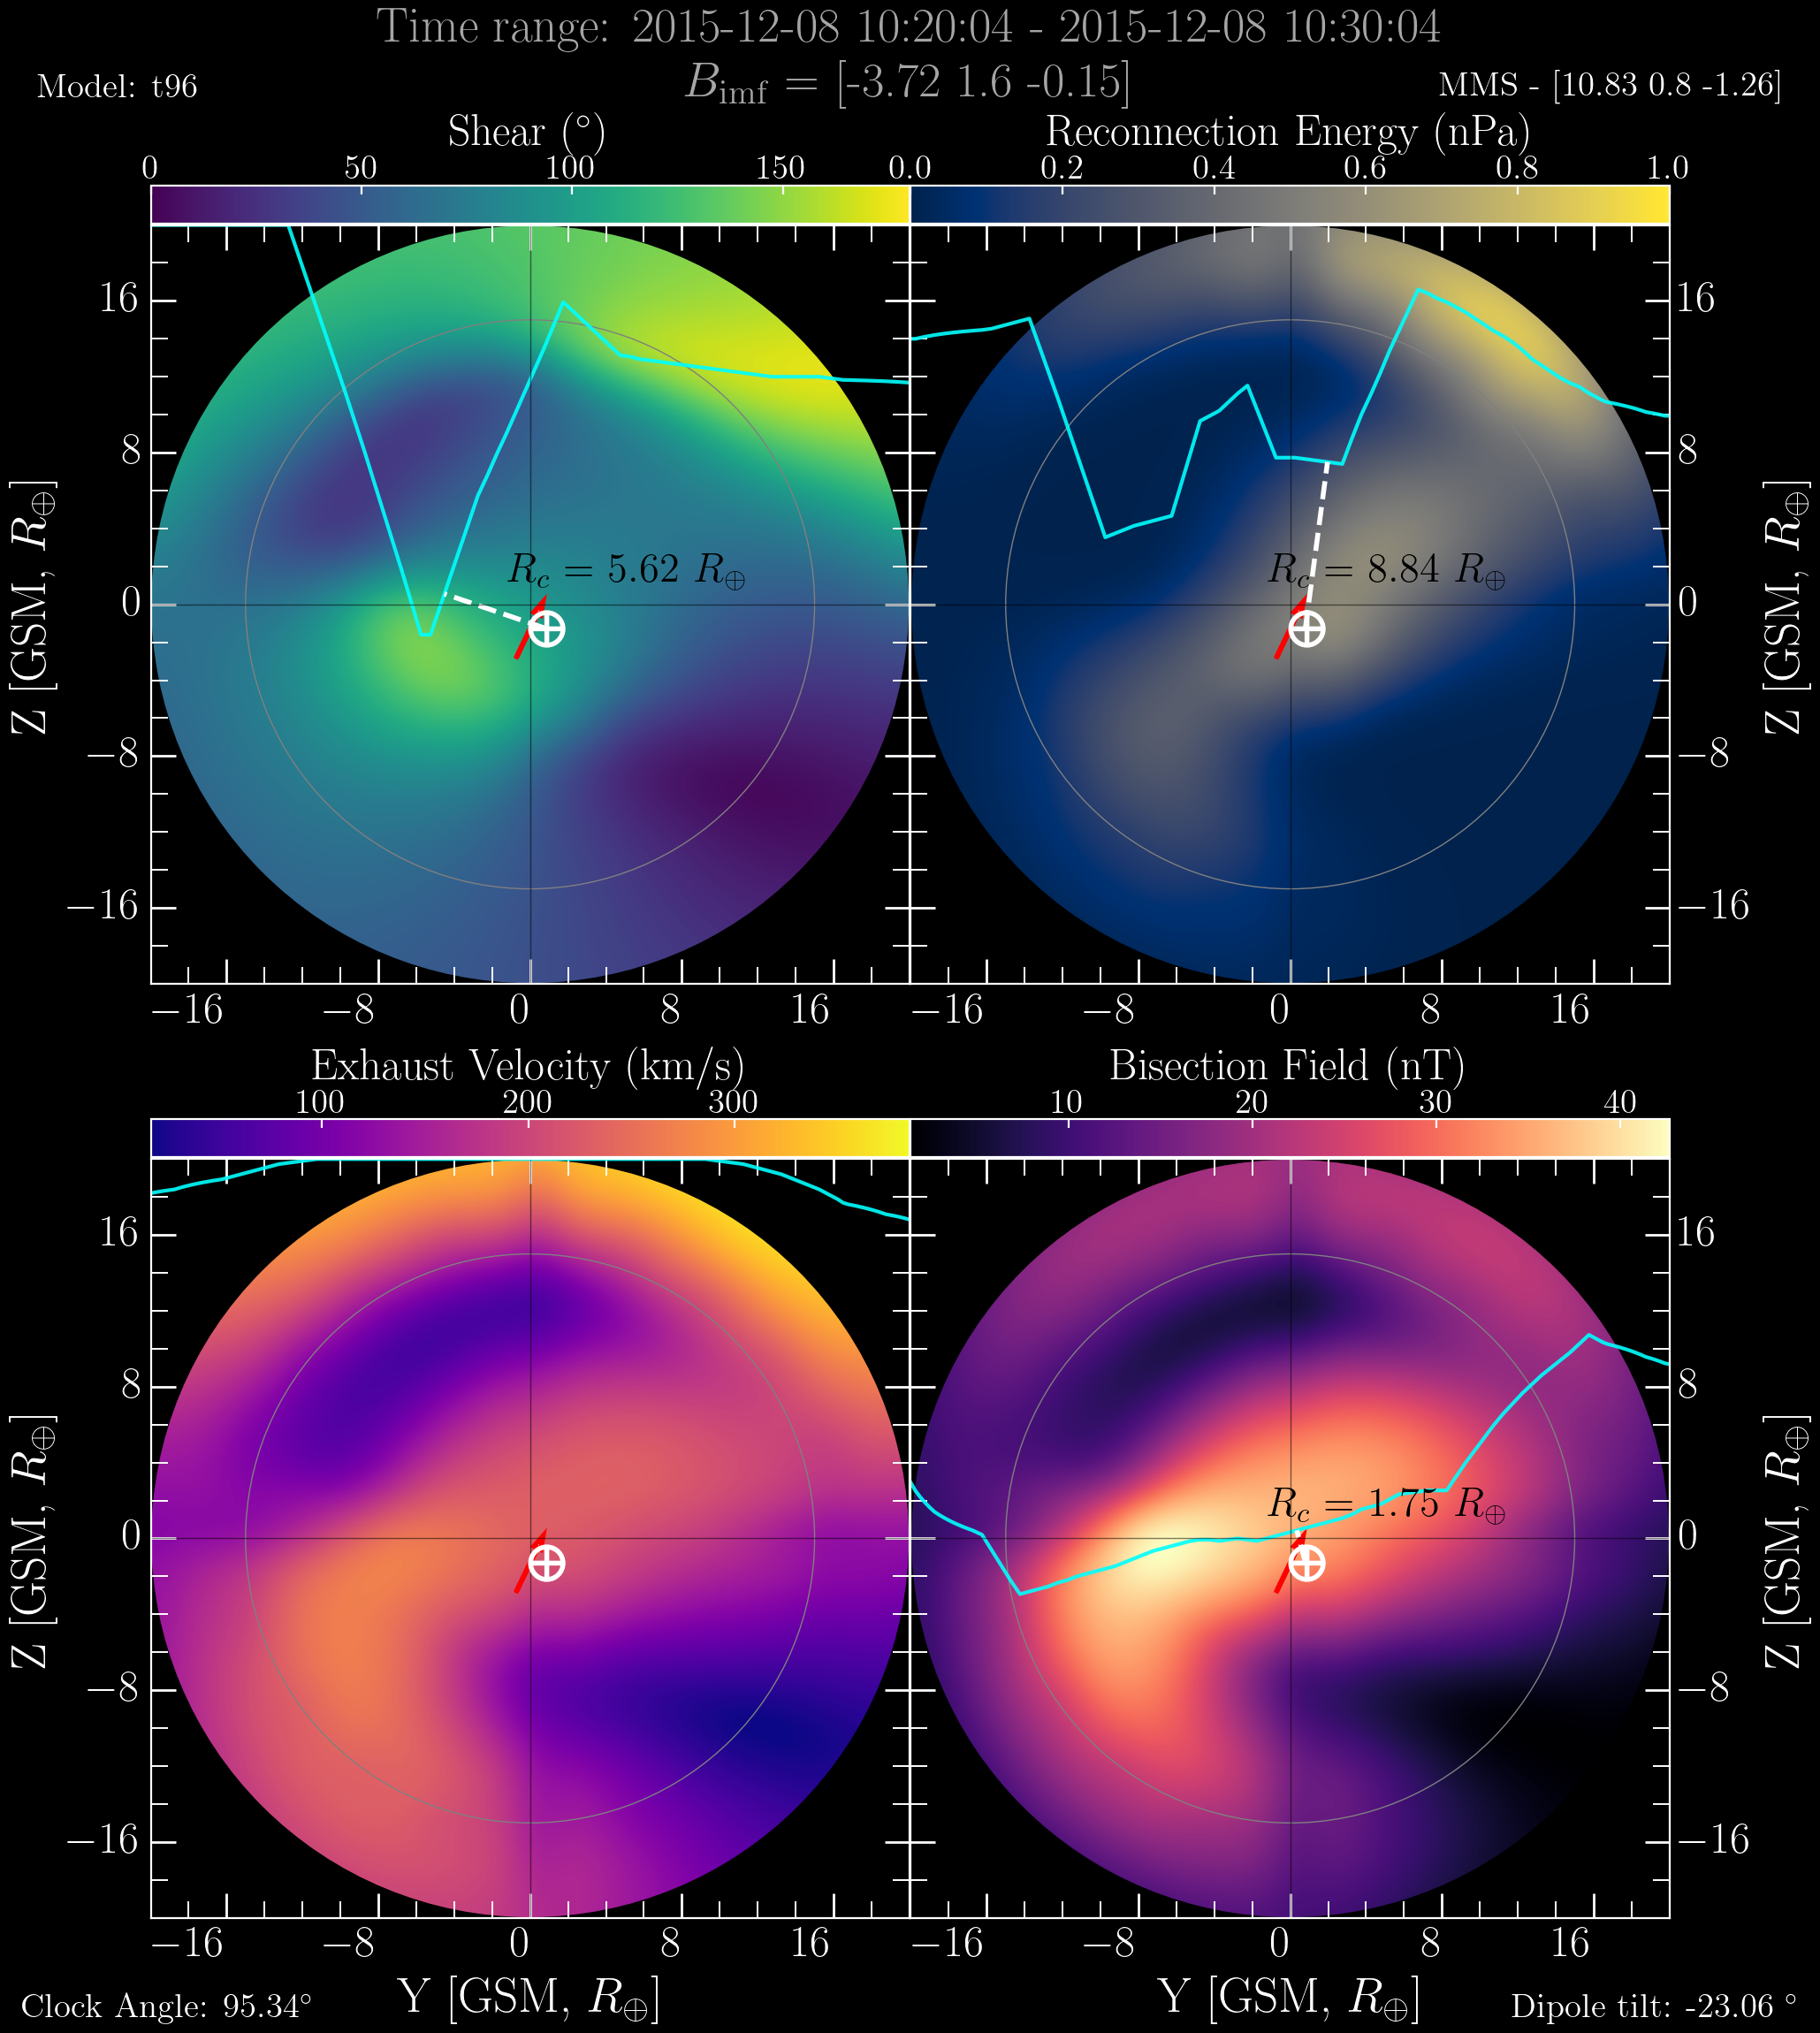 Time range: 2015-12-08 10:20:04 - 2015-12-08 10:30:04
Model: t96
B_imf = [-3.72 1.6 -0.15]
MMS - [10.83 0.8 -1.26]
Shear (°)
Reconnection Energy (nPa)
0 50 100 150
0.0 0.2 0.4 0.6 0.8 1.0
Z [GSM, R⊕]
16
8
0
−8
−16
R_c = 5.62 R⊕
R_c = 8.84 R⊕
16
8
0
−8
−16
Z [GSM, R⊕]
−16 −8 0 8 16
−16 −8 0 8 16
Exhaust Velocity (km/s)
Bisection Field (nT)
100 200 300
10 20 30 40
Z [GSM, R⊕]
16
8
0
−8
−16
R_c = 1.75 R⊕
16
8
0
−8
−16
Z [GSM, R⊕]
−16 −8 0 8 16
−16 −8 0 8 16
Y [GSM, R⊕]
Y [GSM, R⊕]
Clock Angle: 95.34°
Dipole tilt: -23.06 °